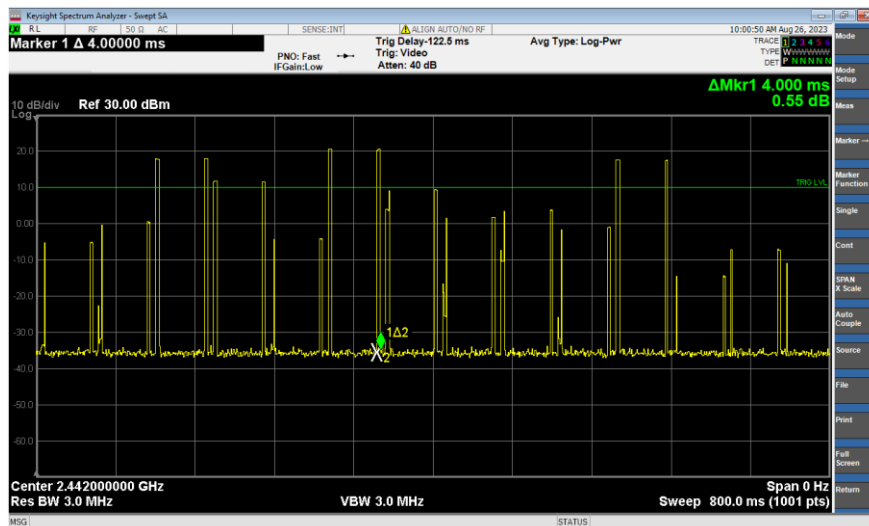 Keysight Spectrum Analyzer - Swept SA
RL RF 50 Ω AC SENSE:INT ALIGN AUTO/NO RF 10:00:50 AM Aug 26, 2023
Marker 1 Δ 4.00000 ms
Trig Delay-122.5 ms
Avg Type: Log-Pwr
TRACE 1 2 3 4 5 6
PNO: Fast
Trig: Video
TYPE WWWWWW
IFGain:Low
Atten: 40 dB
DET P N N N N N
ΔMkr1 4.000 ms
0.55 dB
10 dB/div Ref 30.00 dBm
Log
20.0
10.0
TRIG LVL
0.00
-10.0
-20.0
-30.0
1Δ2
2
-40.0
-50.0
-60.0
Center 2.442000000 GHz
Span 0 Hz
Res BW 3.0 MHz
VBW 3.0 MHz
Sweep 800.0 ms (1001 pts)
MSG STATUS
Mode
Mode
Setup
Meas
Marker →
Marker
Function
Single
Cont
SPAN
X Scale
Auto
Couple
Source
File
Print
Full
Screen
Return